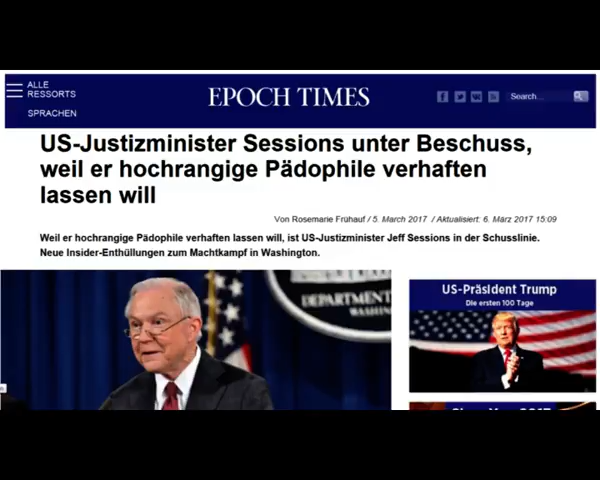 ALLE
RESSORTS
SPRACHEN
EPOCH TIMES
Search...
US-Justizminister Sessions unter Beschuss,
weil er hochrangige Pädophile verhaften
lassen will
Von Rosemarie Frühauf / 5. March 2017 / Aktualisiert: 6. März 2017 15:09
Weil er hochrangige Pädophile verhaften lassen will, ist US-Justizminister Jeff Sessions in der Schusslinie.
Neue Insider-Enthüllungen zum Machtkampf in Washington.
DEPARTMENT
US-Präsident Trump
Die ersten 100 Tage